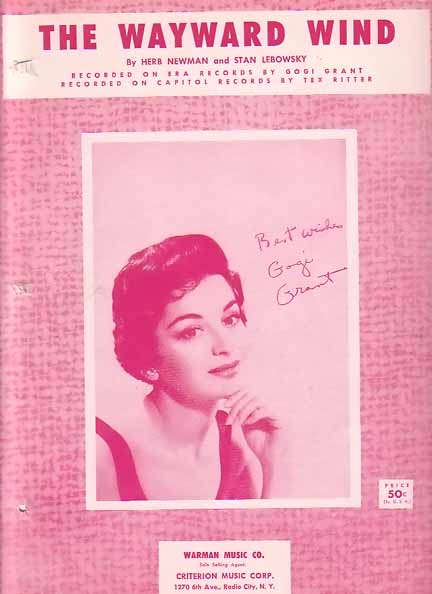 THE WAYWARD WIND
By HERB NEWMAN and STAN LEBOWSKY
RECORDED ON ERA RECORDS BY GOGI GRANT
RECORDED ON CAPITOL RECORDS BY TEX RITTER
Best wishes
Gogi
Grant
PRICE
50c
(In U. S. A.)
WARMAN MUSIC CO.
Sole Selling Agent:
CRITERION MUSIC CORP.
1270 6th Ave., Radio City, N. Y.